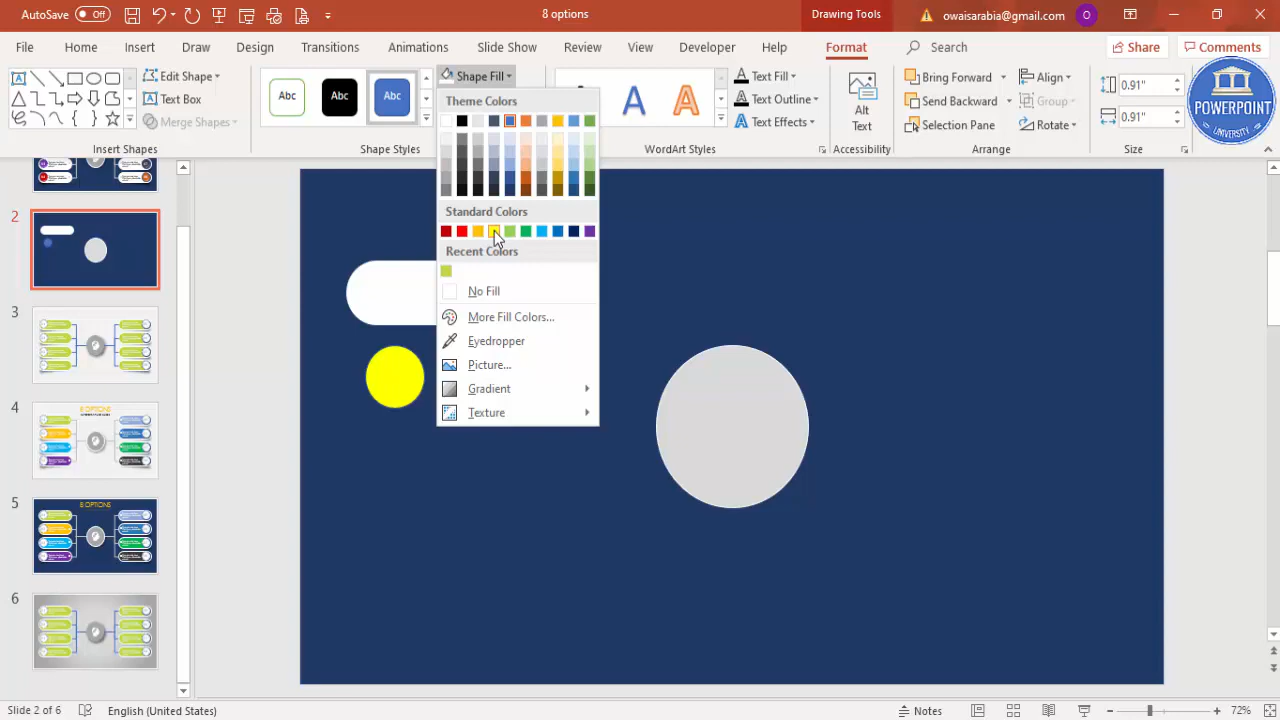 AutoSave Off
8 options
Drawing Tools
owaisarabia@gmail.com O
File Home Insert Draw Design Transitions Animations Slide Show Review View Developer Help Format Search Share Comments
Edit Shape
Text Box
Merge Shapes
Insert Shapes
Abc Abc Abc
Shape Fill
Shape Styles
A A
Text Fill
Text Outline
Text Effects
WordArt Styles
Alt
Text
Accessibility
Bring Forward
Send Backward
Selection Pane
Align
Group
Rotate
Arrange
0.91"
0.91"
Size
POWERPOINT
UNIVERSITY
Theme Colors
Standard Colors
Recent Colors
No Fill
More Fill Colors...
Eyedropper
Picture...
Gradient
Texture
2
3
4
8 OPTIONS
5
8 OPTIONS
6
Slide 2 of 6
English (United States)
Notes
72%